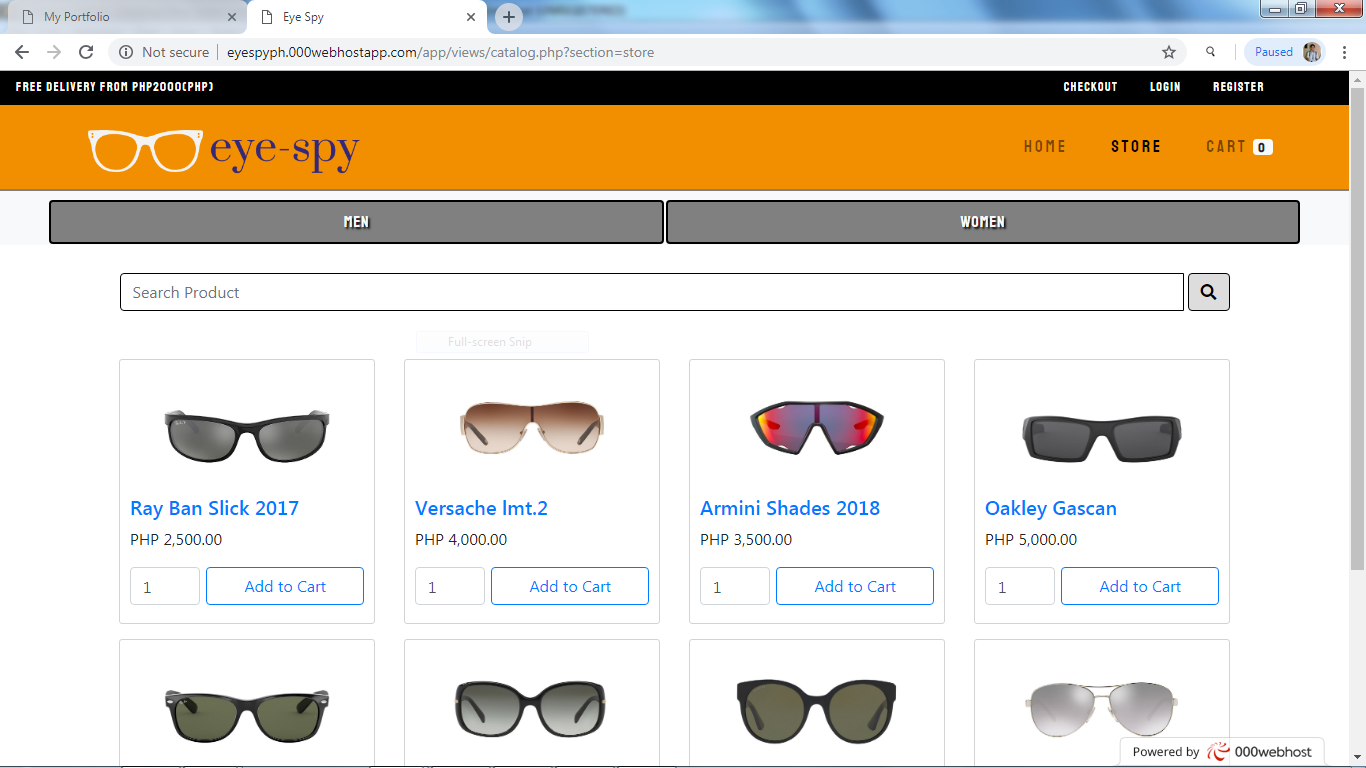 My Portfolio
Eye Spy
Not secure
eyespyph.000webhostapp.com/app/views/catalog.php?section=store
Paused
FREE DELIVERY FROM PHP2000(PHP)
CHECKOUT LOGIN REGISTER
eye-spy
HOME STORE CART 0
MEN WOMEN
Search Product
Full-screen Snip
Ray Ban Slick 2017
PHP 2,500.00
1 Add to Cart
Versache lmt.2
PHP 4,000.00
1 Add to Cart
Armini Shades 2018
PHP 3,500.00
1 Add to Cart
Oakley Gascan
PHP 5,000.00
1 Add to Cart
Powered by 000webhost